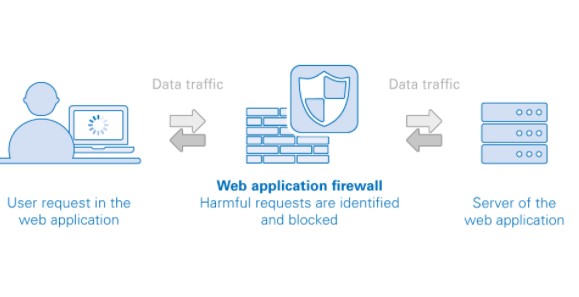 Data traffic
Data traffic
Web application firewall
User request in the
web application
Harmful requests are identified
and blocked
Server of the
web application